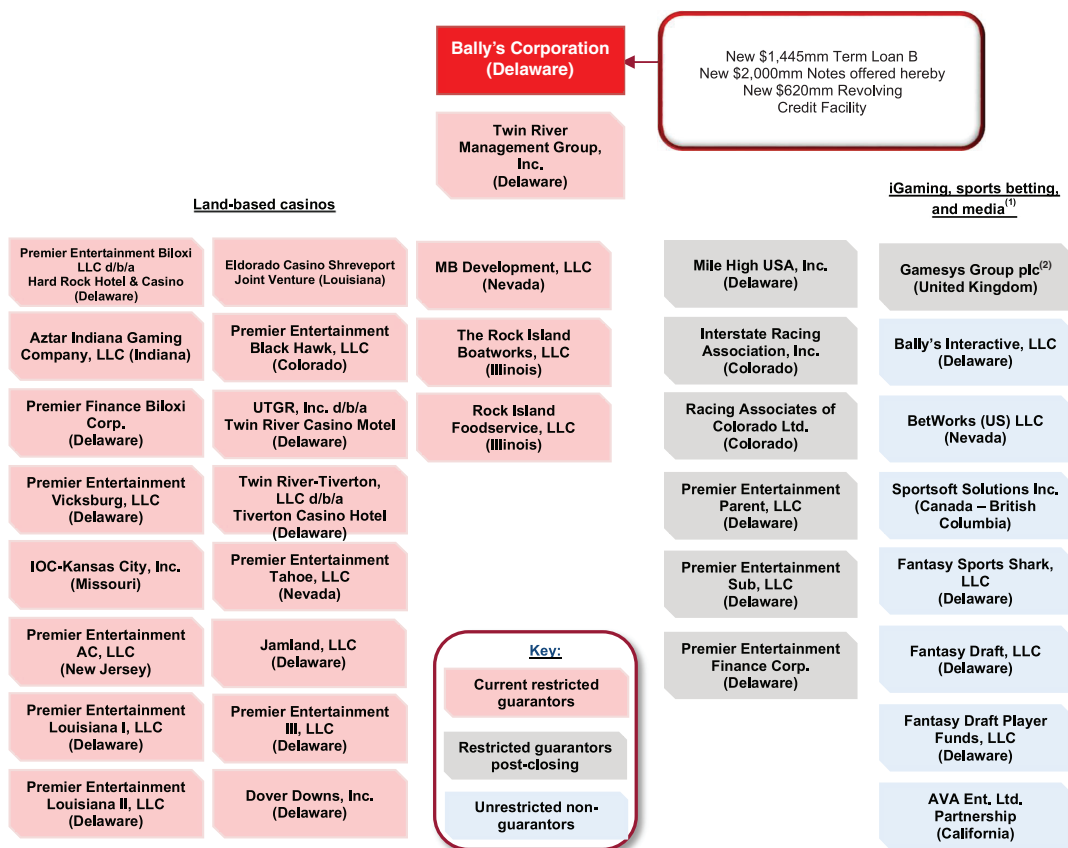 Bally's Corporation
(Delaware)
New $1,445mm Term Loan B
New $2,000mm Notes offered hereby
New $620mm Revolving
Credit Facility
Twin River
Management Group,
Inc.
(Delaware)
Land-based casinos
iGaming, sports betting,
and media(1)
Premier Entertainment Biloxi
LLC d/b/a
Hard Rock Hotel & Casino
(Delaware)
Aztar Indiana Gaming
Company, LLC (Indiana)
Premier Finance Biloxi
Corp.
(Delaware)
Premier Entertainment
Vicksburg, LLC
(Delaware)
IOC-Kansas City, Inc.
(Missouri)
Premier Entertainment
AC, LLC
(New Jersey)
Premier Entertainment
Louisiana I, LLC
(Delaware)
Premier Entertainment
Louisiana II, LLC
(Delaware)
Eldorado Casino Shreveport
Joint Venture (Louisiana)
Premier Entertainment
Black Hawk, LLC
(Colorado)
UTGR, Inc. d/b/a
Twin River Casino Motel
(Delaware)
Twin River-Tiverton,
LLC d/b/a
Tiverton Casino Hotel
(Delaware)
Premier Entertainment
Tahoe, LLC
(Nevada)
Jamland, LLC
(Delaware)
Premier Entertainment
III, LLC
(Delaware)
Dover Downs, Inc.
(Delaware)
MB Development, LLC
(Nevada)
The Rock Island
Boatworks, LLC
(Illinois)
Rock Island
Foodservice, LLC
(Illinois)
Key:
Current restricted
guarantors
Restricted guarantors
post-closing
Unrestricted non-
guarantors
Mile High USA, Inc.
(Delaware)
Interstate Racing
Association, Inc.
(Colorado)
Racing Associates of
Colorado Ltd.
(Colorado)
Premier Entertainment
Parent, LLC
(Delaware)
Premier Entertainment
Sub, LLC
(Delaware)
Premier Entertainment
Finance Corp.
(Delaware)
Gamesys Group plc(2)
(United Kingdom)
Bally's Interactive, LLC
(Delaware)
BetWorks (US) LLC
(Nevada)
Sportsoft Solutions Inc.
(Canada – British
Columbia)
Fantasy Sports Shark,
LLC
(Delaware)
Fantasy Draft, LLC
(Delaware)
Fantasy Draft Player
Funds, LLC
(Delaware)
AVA Ent. Ltd.
Partnership
(California)